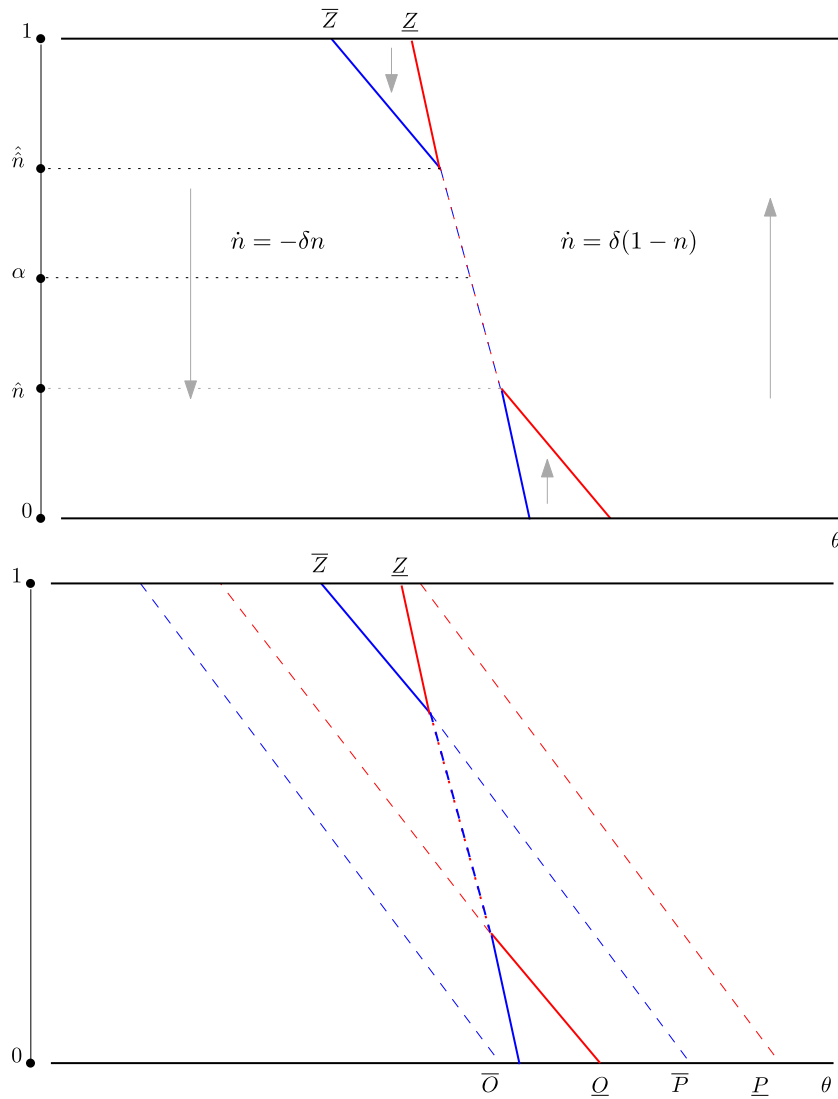 Z̅ Z̲
1
n̂̂
ṅ = −δn ṅ = δ(1 − n)
α
n̂
0
θ
Z̅ Z̲
1
0
O̅ O̲ P̅ P̲ θ